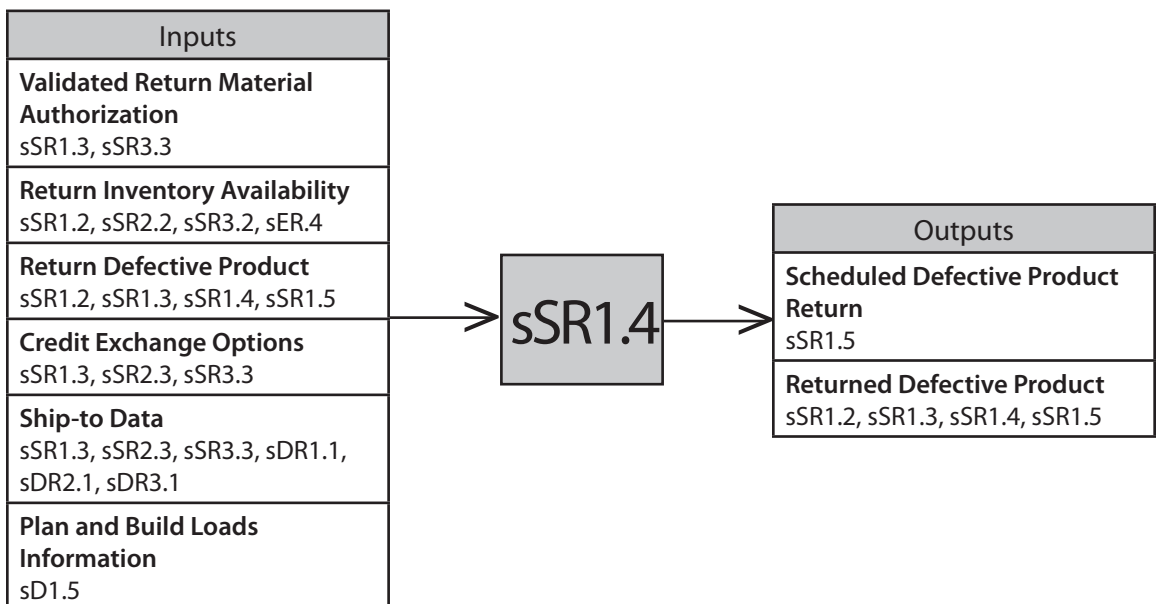 Inputs
Validated Return Material
Authorization
sSR1.3, sSR3.3
Return Inventory Availability
sSR1.2, sSR2.2, sSR3.2, sER.4
Return Defective Product
sSR1.2, sSR1.3, sSR1.4, sSR1.5
Credit Exchange Options
sSR1.3, sSR2.3, sSR3.3
Ship-to Data
sSR1.3, sSR2.3, sSR3.3, sDR1.1,
sDR2.1, sDR3.1
Plan and Build Loads
Information
sD1.5
sSR1.4
Outputs
Scheduled Defective Product
Return
sSR1.5
Returned Defective Product
sSR1.2, sSR1.3, sSR1.4, sSR1.5